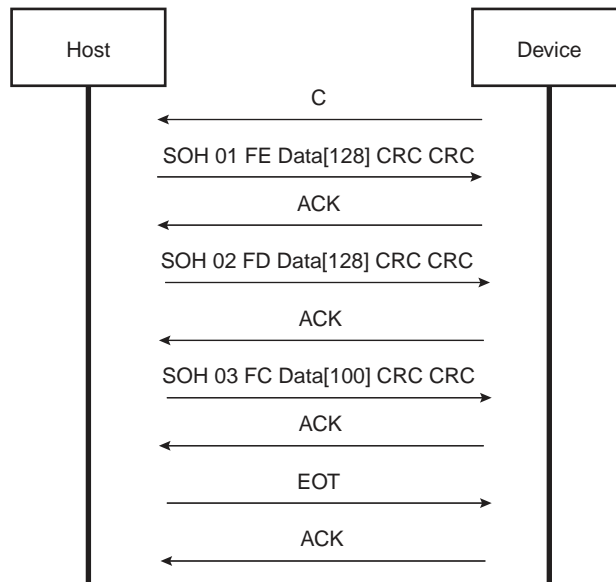 Host
Device
C
SOH 01 FE Data[128] CRC CRC
ACK
SOH 02 FD Data[128] CRC CRC
ACK
SOH 03 FC Data[100] CRC CRC
ACK
EOT
ACK